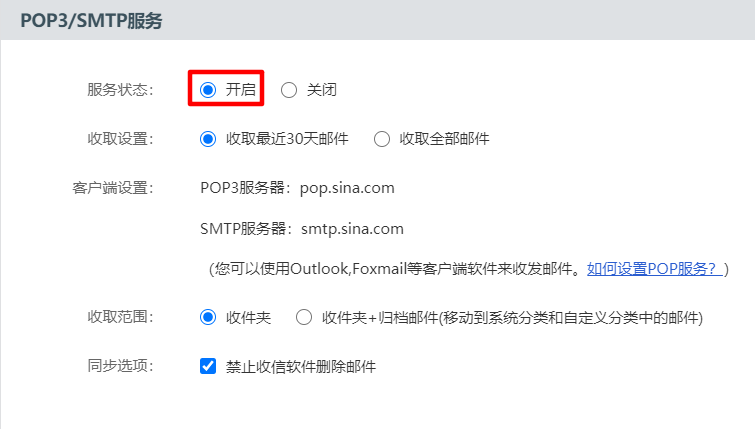 POP3/SMTP服务
服务状态： 开启 关闭
收取设置： 收取最近30天邮件 收取全部邮件
客户端设置： POP3服务器：pop.sina.com
SMTP服务器：smtp.sina.com
（您可以使用Outlook,Foxmail等客户端软件来收发邮件。如何设置POP服务？）
收取范围： 收件夹 收件夹+归档邮件(移动到系统分类和自定义分类中的邮件)
同步选项： 禁止收信软件删除邮件